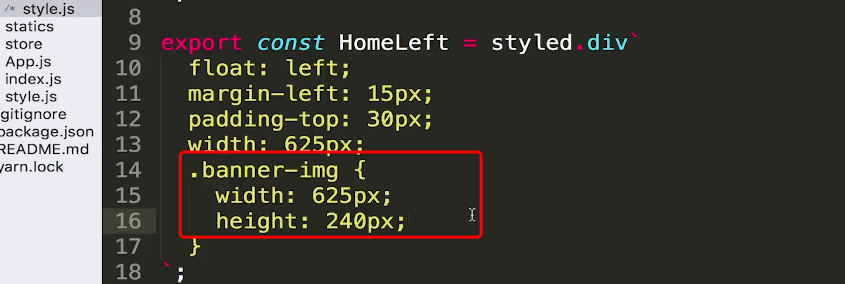 /* style.js
statics
store
App.js
index.js
style.js
gitignore
package.json
README.md
yarn.lock
8
9 export const HomeLeft = styled.div`
10 float: left;
11 margin-left: 15px;
12 padding-top: 30px;
13 width: 625px;
14 .banner-img {
15 width: 625px;
16 height: 240px;
17 }
18 `;